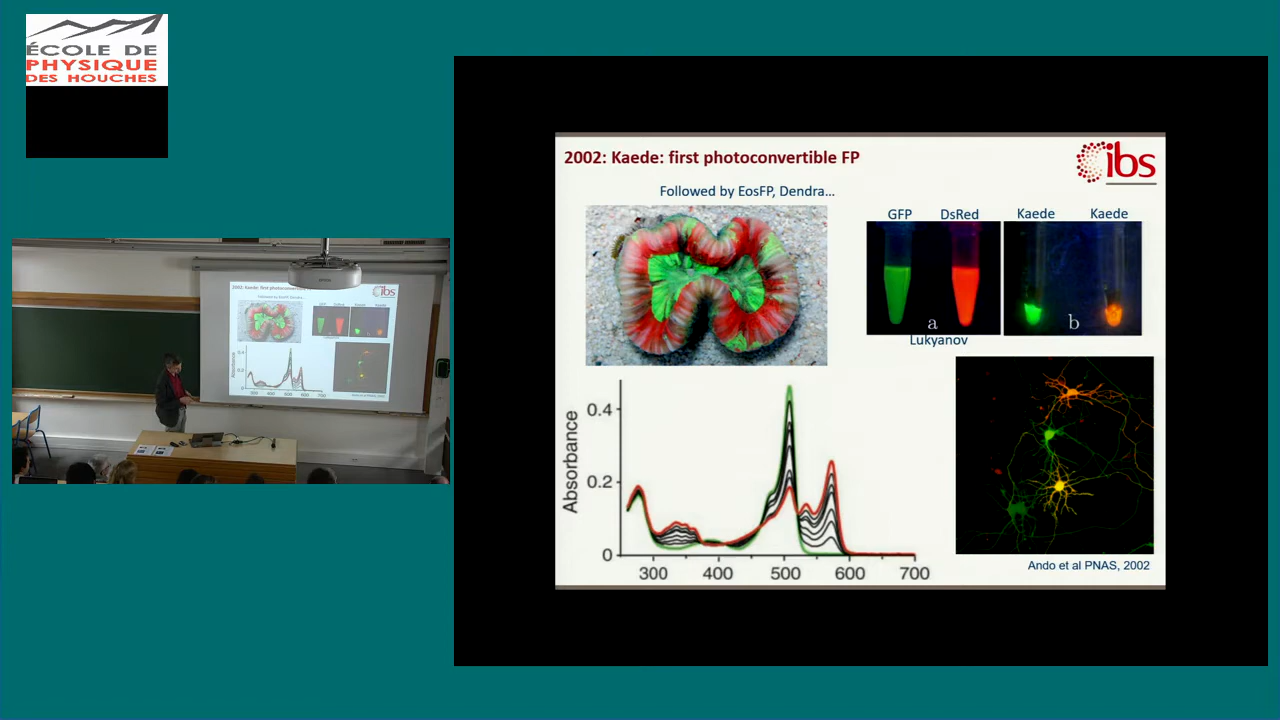 ÉCOLE DE
PHYSIQUE
DES HOUCHES
2002: Kaede: first photoconvertible FP
ibs
Followed by EosFP, Dendra...
GFP DsRed Kaede Kaede
a b
Lukyanov
Absorbance
0.4
0.2
0
300 400 500 600 700
Ando et al PNAS, 2002